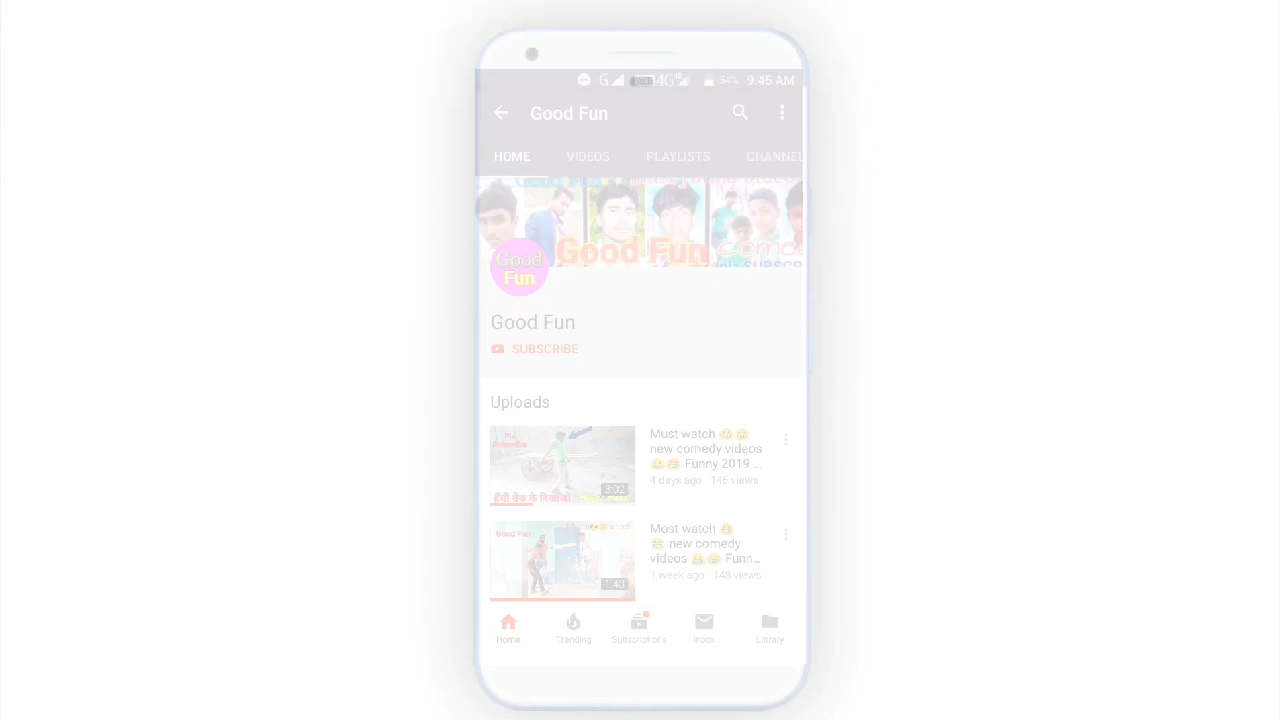 54% 9:45 AM
Good Fun
HOME VIDEOS PLAYLISTS CHANNEL
Good Fun
Good Fun
Good Fun
SUBSCRIBE
Uploads
Must watch 😂😂
new comedy videos
😂😂 Funny 2019 ...
4 days ago · 146 views
3:02
हँसी रोक के दिखाओ
Most watch 😂
😂 new comedy
videos 😂😂 Funn...
1 week ago · 148 views
Good Fun
1:43
Home Trending Subscriptions Inbox Library